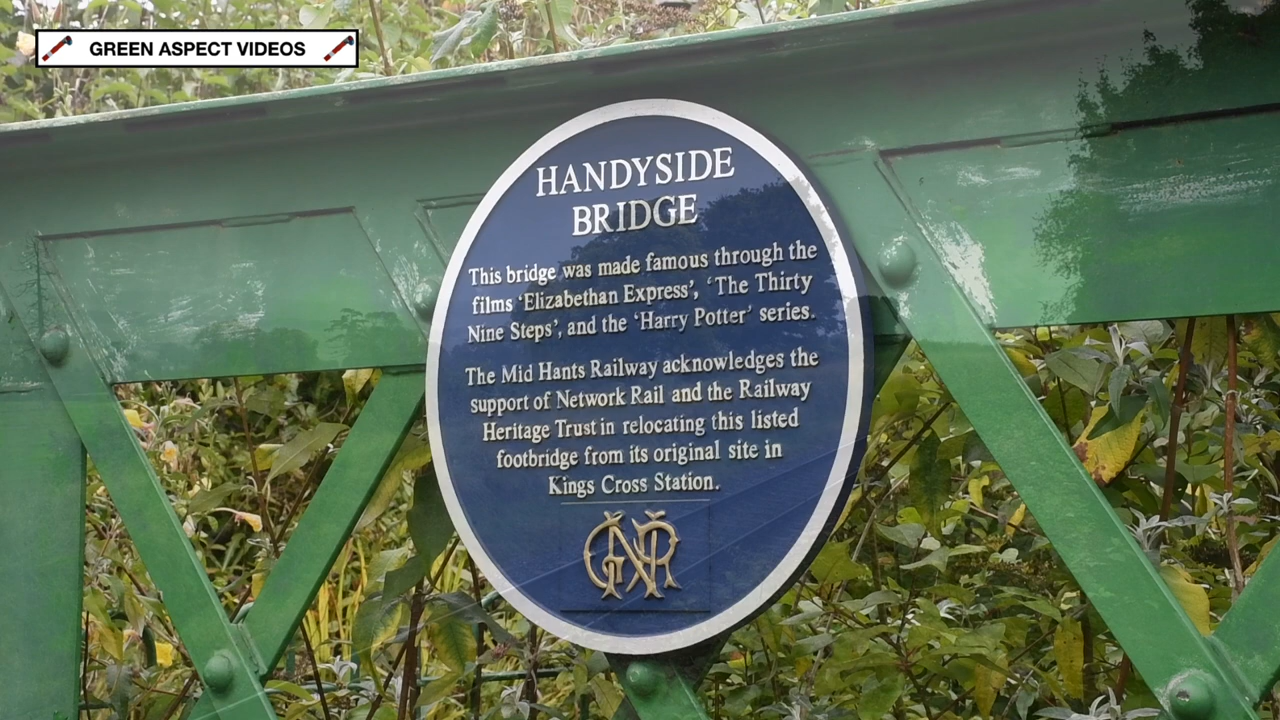 GREEN ASPECT VIDEOS
HANDYSIDE
BRIDGE
This bridge was made famous through the
films 'Elizabethan Express', 'The Thirty
Nine Steps', and the 'Harry Potter' series.
The Mid Hants Railway acknowledges the
support of Network Rail and the Railway
Heritage Trust in relocating this listed
footbridge from its original site in
Kings Cross Station.
GNR